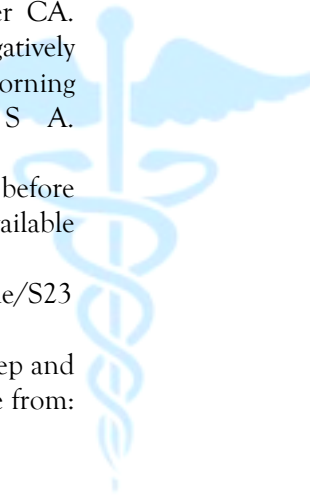 er CA.
gatively
orning
S A.
before
ailable
e/S23
ep and
e from: